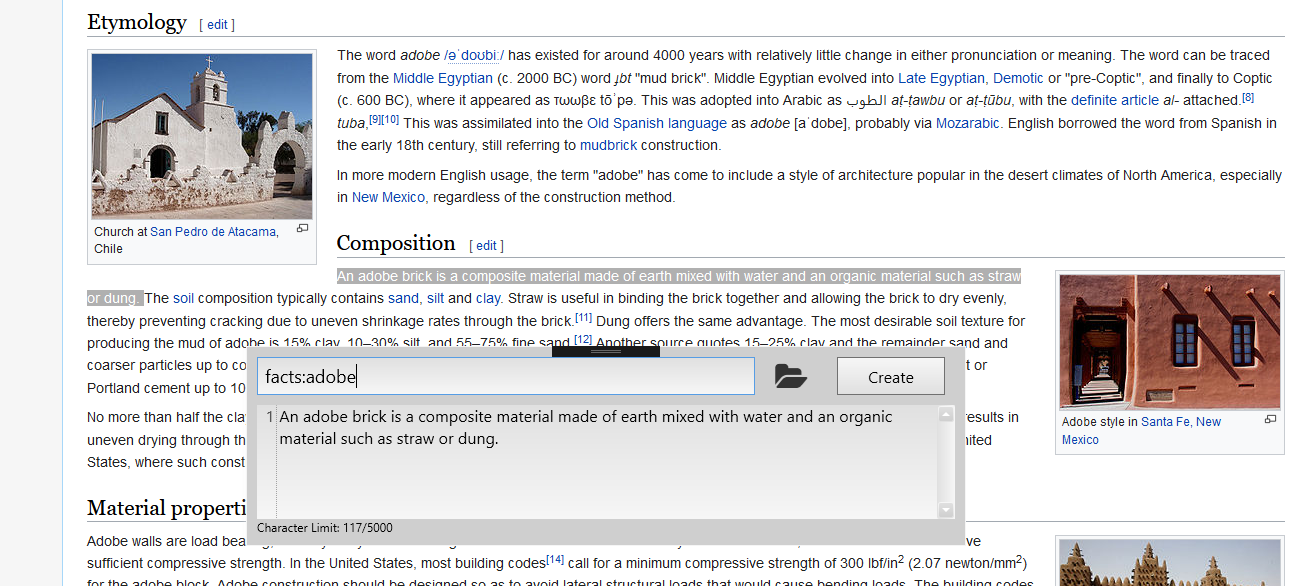 Etymology [ edit ]
The word adobe /əˈdoʊbiː/ has existed for around 4000 years with relatively little change in either pronunciation or meaning. The word can be traced
from the Middle Egyptian (c. 2000 BC) word ɟbt "mud brick". Middle Egyptian evolved into Late Egyptian, Demotic or "pre-Coptic", and finally to Coptic
(c. 600 BC), where it appeared as τωωβε tōˈpə. This was adopted into Arabic as الطوب aṭ-ṭawbu or aṭ-ṭūbu, with the definite article al- attached.[8]
tuba,[9][10] This was assimilated into the Old Spanish language as adobe [aˈdobe], probably via Mozarabic. English borrowed the word from Spanish in
the early 18th century, still referring to mudbrick construction.
In more modern English usage, the term "adobe" has come to include a style of architecture popular in the desert climates of North America, especially
in New Mexico, regardless of the construction method.
Church at San Pedro de Atacama,
Chile
Composition [ edit ]
An adobe brick is a composite material made of earth mixed with water and an organic material such as straw
or dung. The soil composition typically contains sand, silt and clay. Straw is useful in binding the brick together and allowing the brick to dry evenly,
thereby preventing cracking due to uneven shrinkage rates through the brick.[11] Dung offers the same advantage. The most desirable soil texture for
producing the mud of adobe is 15% clay, 10–30% silt, and 55–75% fine sand.[12] Another source quotes 15–25% clay and the remainder sand and
coarser particles up to co
t or
Portland cement up to 10
No more than half the cla
results in
uneven drying through th
nited
States, where such const
Adobe style in Santa Fe, New
Mexico
facts:adobe
Create
1 An adobe brick is a composite material made of earth mixed with water and an organic
material such as straw or dung.
Character Limit: 117/5000
Material properti
Adobe walls are load bea
ve
sufficient compressive strength. In the United States, most building codes[14] call for a minimum compressive strength of 300 lbf/in2 (2.07 newton/mm2)
for the adobe block. Adobe construction should be designed so as to avoid lateral structural loads that would cause bending loads. The building codes